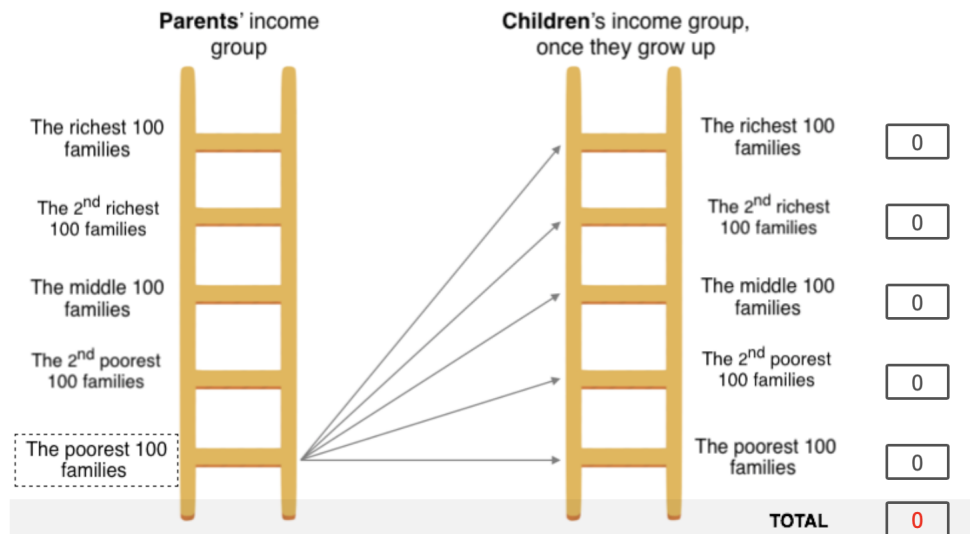 Parents' income
group
Children's income group,
once they grow up
The richest 100
families
The 2nd richest
100 families
The middle 100
families
The 2nd poorest
100 families
The poorest 100
families
The richest 100
families
0
The 2nd richest
100 families
0
The middle 100
families
0
The 2nd poorest
100 families
0
The poorest 100
families
0
TOTAL 0